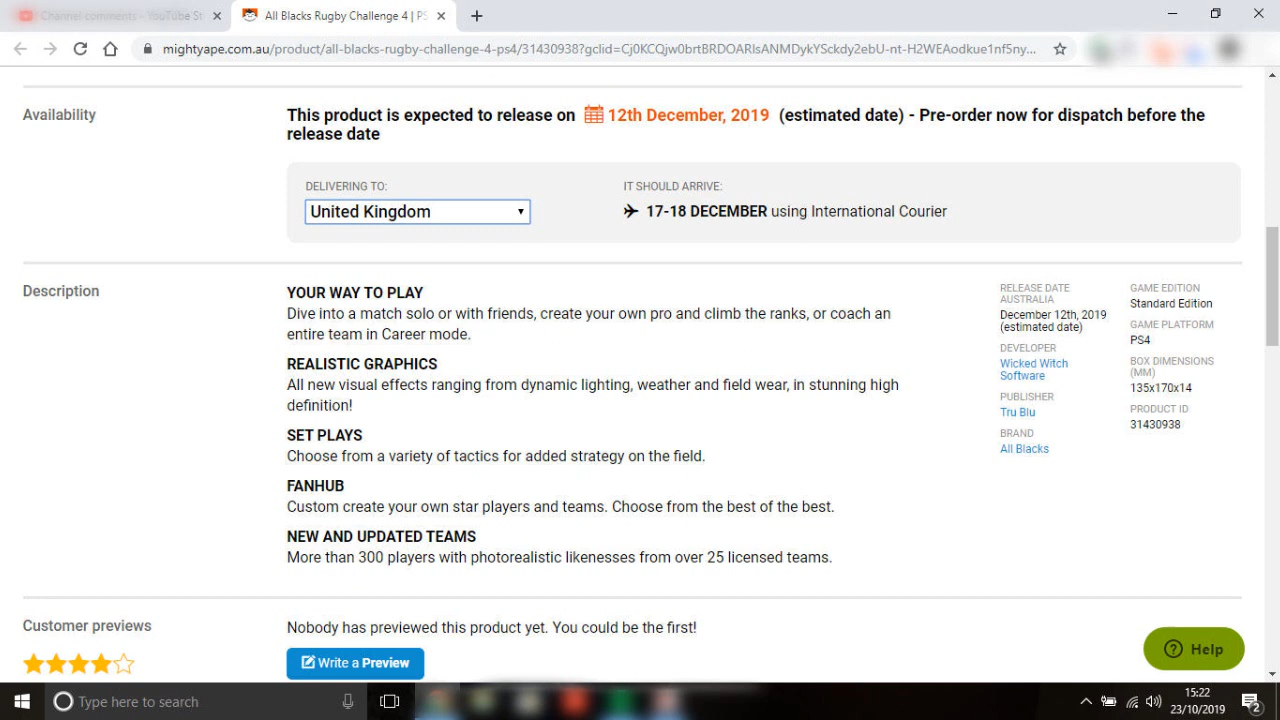 Channel comments - YouTube St
All Blacks Rugby Challenge 4 | PS
mightyape.com.au/product/all-blacks-rugby-challenge-4-ps4/31430938?gclid=Cj0KCQjw0brtBRDOARIsANMDykYSckdy2ebU-nt-H2WEAodkue1nf5ny...
Availability
This product is expected to release on 12th December, 2019 (estimated date) - Pre-order now for dispatch before the
release date
DELIVERING TO:
United Kingdom
IT SHOULD ARRIVE:
17-18 DECEMBER using International Courier
Description
YOUR WAY TO PLAY
Dive into a match solo or with friends, create your own pro and climb the ranks, or coach an
entire team in Career mode.
REALISTIC GRAPHICS
All new visual effects ranging from dynamic lighting, weather and field wear, in stunning high
definition!
SET PLAYS
Choose from a variety of tactics for added strategy on the field.
FANHUB
Custom create your own star players and teams. Choose from the best of the best.
NEW AND UPDATED TEAMS
More than 300 players with photorealistic likenesses from over 25 licensed teams.
RELEASE DATE
AUSTRALIA
December 12th, 2019
(estimated date)
DEVELOPER
Wicked Witch
Software
PUBLISHER
Tru Blu
BRAND
All Blacks
GAME EDITION
Standard Edition
GAME PLATFORM
PS4
BOX DIMENSIONS
(MM)
135x170x14
PRODUCT ID
31430938
Customer previews
Nobody has previewed this product yet. You could be the first!
Write a Preview
Help
Type here to search
15:22
23/10/2019
2